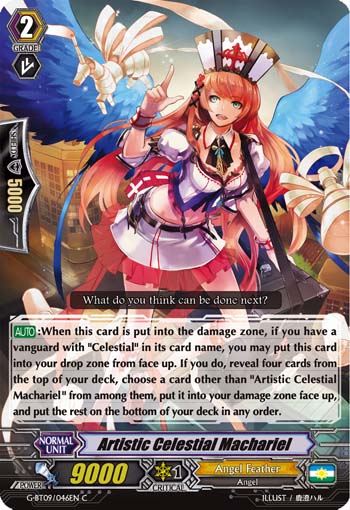 2
GRADE
SHIELD
5000
What do you think can be done next?
AUTO:When this card is put into the damage zone, if you have a
vanguard with "Celestial" in its card name, you may put this card
into your drop zone from face up. If you do, reveal four cards from
the top of your deck, choose a card other than "Artistic Celestial
Machariel" from among them, put it into your damage zone face up,
and put the rest on the bottom of your deck in any order.
NORMAL UNIT Artistic Celestial Machariel
POWER 9000 1 CRITICAL Angel Feather
Angel
G-BT09/046EN C ILLUST / 鹿澄ハル